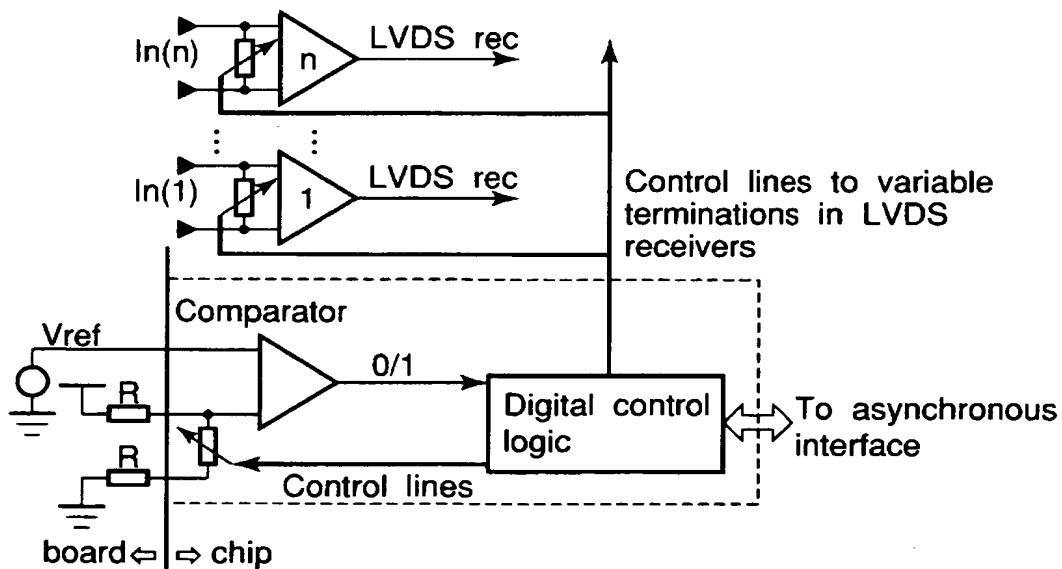 In(n)
n
LVDS rec
In(1)
1
LVDS rec
Control lines to variable
terminations in LVDS
receivers
Comparator
Vref
0/1
R
Digital control
logic
To asynchronous
interface
R
Control lines
board
chip